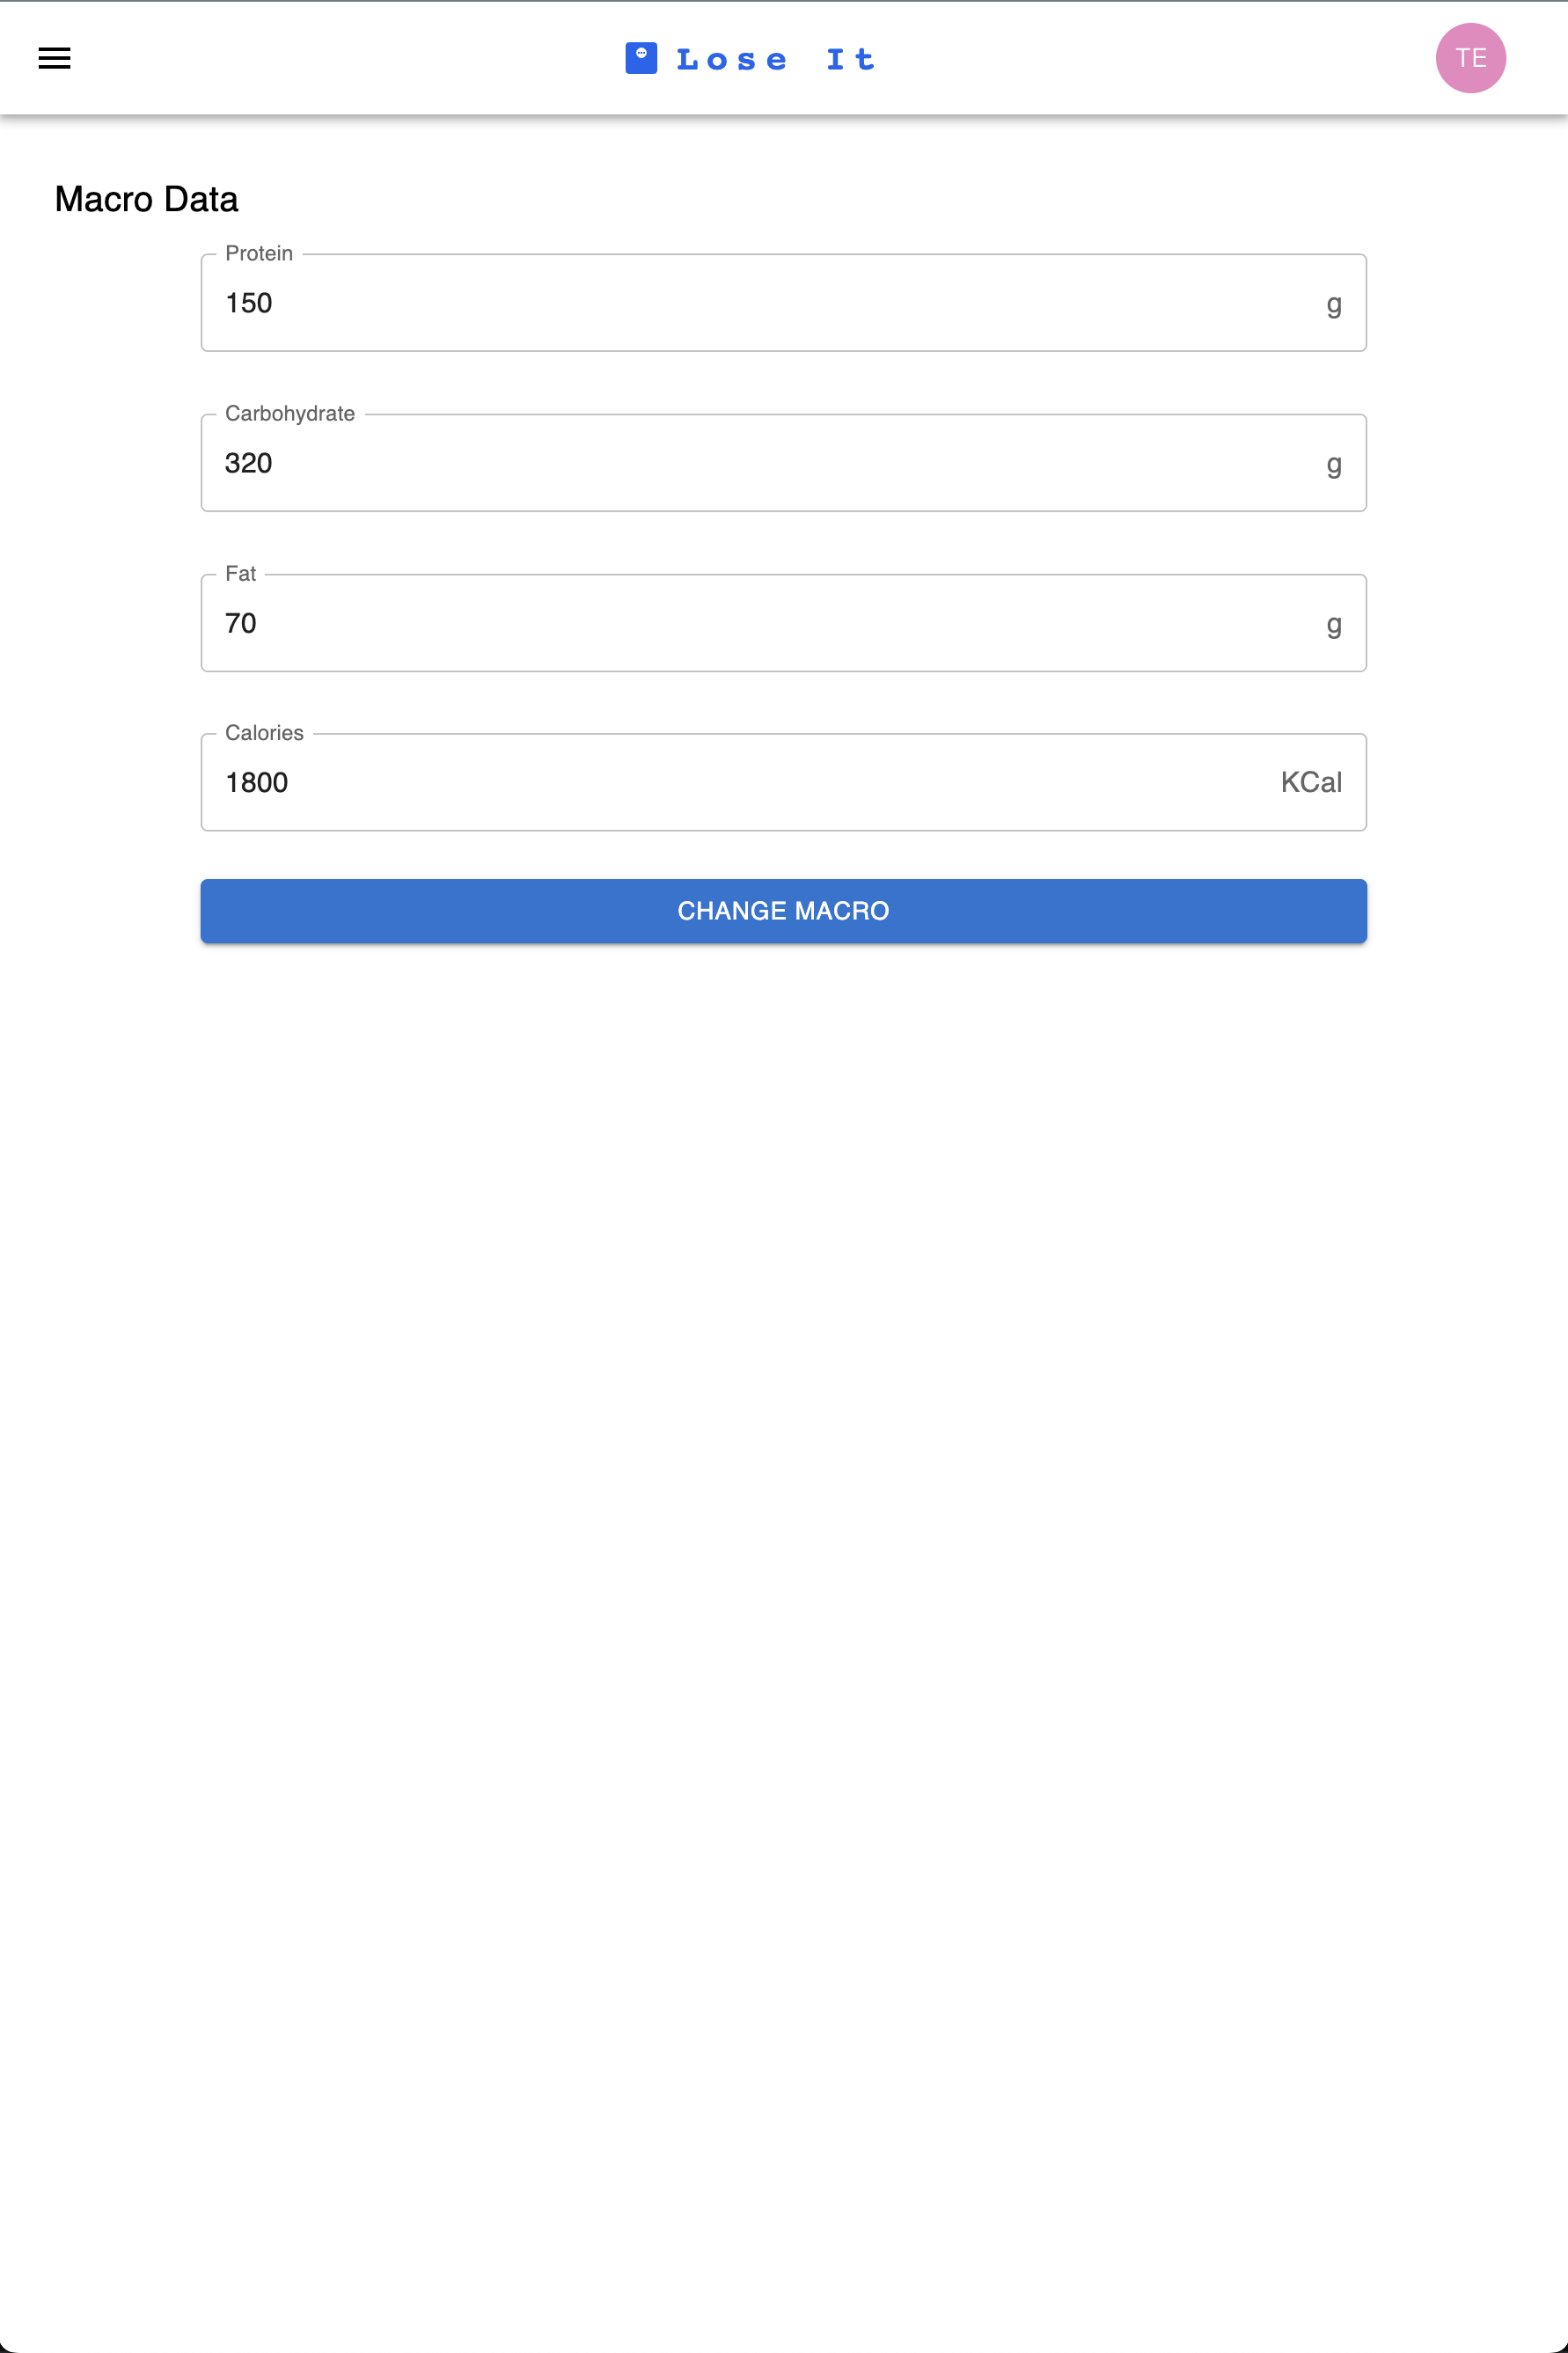 Lose It
TE
Macro Data
Protein
150 g
Carbohydrate
320 g
Fat
70 g
Calories
1800 KCal
CHANGE MACRO